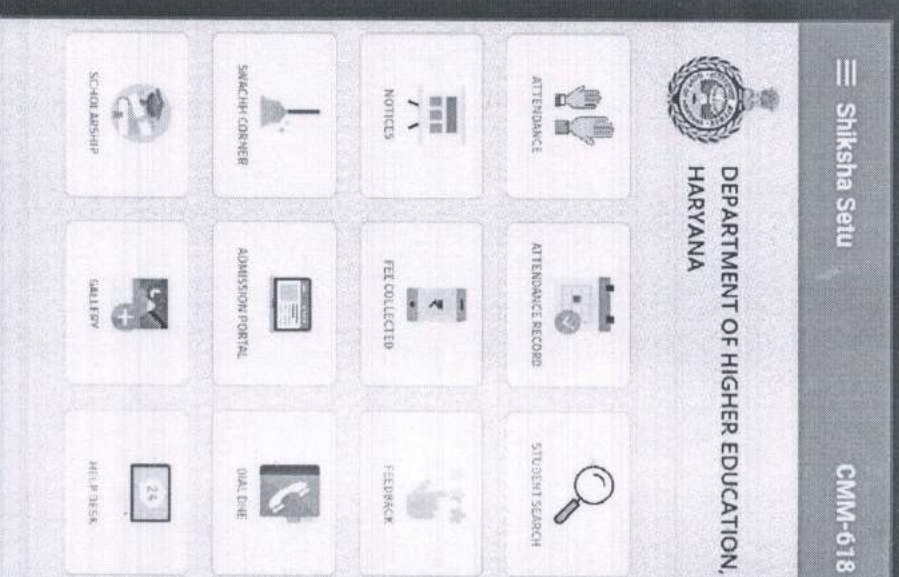 Shiksha Setu CMM-618
DEPARTMENT OF HIGHER EDUCATION,
HARYANA
ATTENDANCE
ATTENDANCE RECORD
STUDENT SEARCH
NOTICES
FEE COLLECTED
FEEDBACK
SWACHH CORNER
ADMISSION PORTAL
DIAL DHE
SCHOLARSHIP
GALLERY
24
HELP DESK